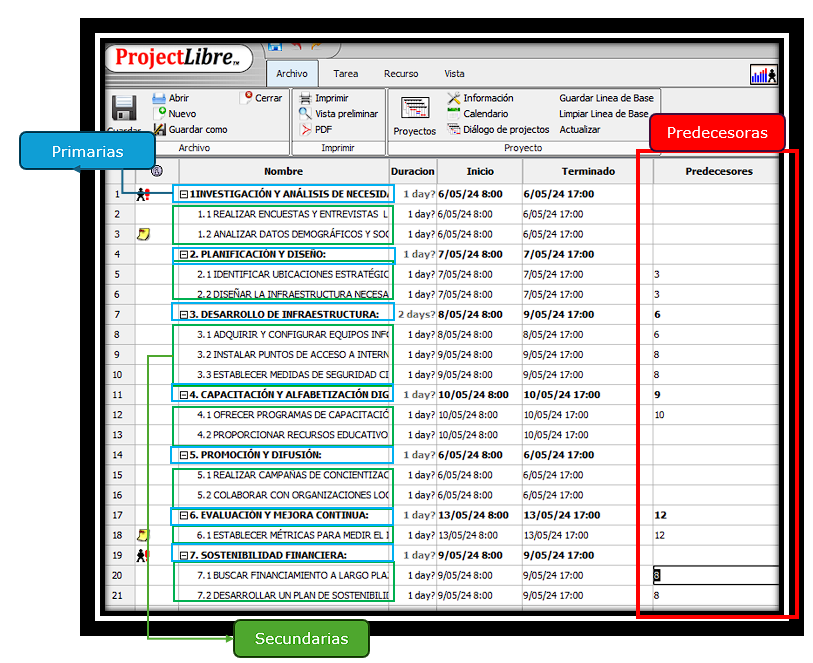 ProjectLibre™
Archivo Tarea Recurso Vista
Guardar
Abrir
Nuevo
Guardar como
Cerrar
Archivo
Imprimir
Vista preliminar
PDF
Imprimir
Proyectos
Información
Calendario
Diálogo de projectos
Guardar Linea de Base
Limpiar Linea de Base
Actualizar
Proyecto
Primarias
Predecesoras
Nombre Duracion Inicio Terminado Predecesores
1 1INVESTIGACIÓN Y ANÁLISIS DE NECESIDA 1 day? 6/05/24 8:00 6/05/24 17:00
2 1.1 REALIZAR ENCUESTAS Y ENTREVISTAS L 1 day? 6/05/24 8:00 6/05/24 17:00
3 1.2 ANALIZAR DATOS DEMOGRÁFICOS Y SOC 1 day? 6/05/24 8:00 6/05/24 17:00
4 2. PLANIFICACIÓN Y DISEÑO: 1 day? 7/05/24 8:00 7/05/24 17:00
5 2.1 IDENTIFICAR UBICACIONES ESTRATÉGIC 1 day? 7/05/24 8:00 7/05/24 17:00 3
6 2.2 DISEÑAR LA INFRAESTRUCTURA NECESA 1 day? 7/05/24 8:00 7/05/24 17:00 3
7 3. DESARROLLO DE INFRAESTRUCTURA: 2 days? 8/05/24 8:00 9/05/24 17:00 6
8 3.1 ADQUIRIR Y CONFIGURAR EQUIPOS INFO 1 day? 8/05/24 8:00 8/05/24 17:00 6
9 3.2 INSTALAR PUNTOS DE ACCESO A INTERN 1 day? 9/05/24 8:00 9/05/24 17:00 8
10 3.3 ESTABLECER MEDIDAS DE SEGURIDAD CI 1 day? 9/05/24 8:00 9/05/24 17:00 8
11 4. CAPACITACIÓN Y ALFABETIZACIÓN DIG 1 day? 10/05/24 8:00 10/05/24 17:00 9
12 4.1 OFRECER PROGRAMAS DE CAPACITACIÓ 1 day? 10/05/24 8:00 10/05/24 17:00 10
13 4.2 PROPORCIONAR RECURSOS EDUCATIVO 1 day? 10/05/24 8:00 10/05/24 17:00
14 5. PROMOCIÓN Y DIFUSIÓN: 1 day? 6/05/24 8:00 6/05/24 17:00
15 5.1 REALIZAR CAMPAÑAS DE CONCIENTIZAC 1 day? 6/05/24 8:00 6/05/24 17:00
16 5.2 COLABORAR CON ORGANIZACIONES LOC 1 day? 6/05/24 8:00 6/05/24 17:00
17 6. EVALUACIÓN Y MEJORA CONTINUA: 1 day? 13/05/24 8:00 13/05/24 17:00 12
18 6.1 ESTABLECER MÉTRICAS PARA MEDIR EL I 1 day? 13/05/24 8:00 13/05/24 17:00 12
19 7. SOSTENIBILIDAD FINANCIERA: 1 day? 9/05/24 8:00 9/05/24 17:00
20 7.1 BUSCAR FINANCIAMIENTO A LARGO PLA 1 day? 9/05/24 8:00 9/05/24 17:00 8
21 7.2 DESARROLLAR UN PLAN DE SOSTENIBILI 1 day? 9/05/24 8:00 9/05/24 17:00 8
Secundarias